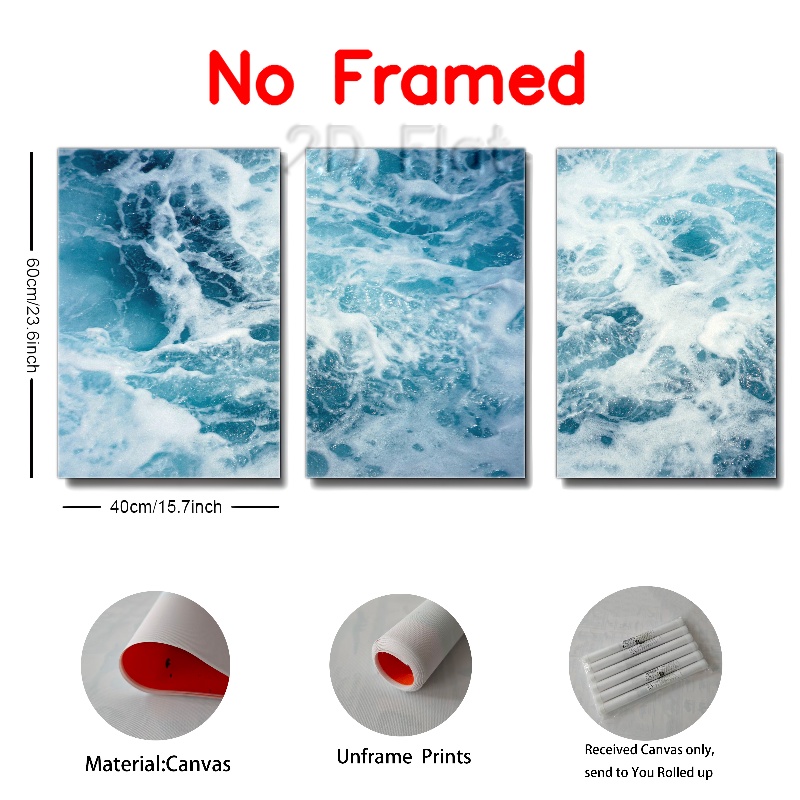 No Framed
2D Flat
60cm/23.6inch
40cm/15.7inch
Material:Canvas
Unframe Prints
Received Canvas only,
send to You Rolled up